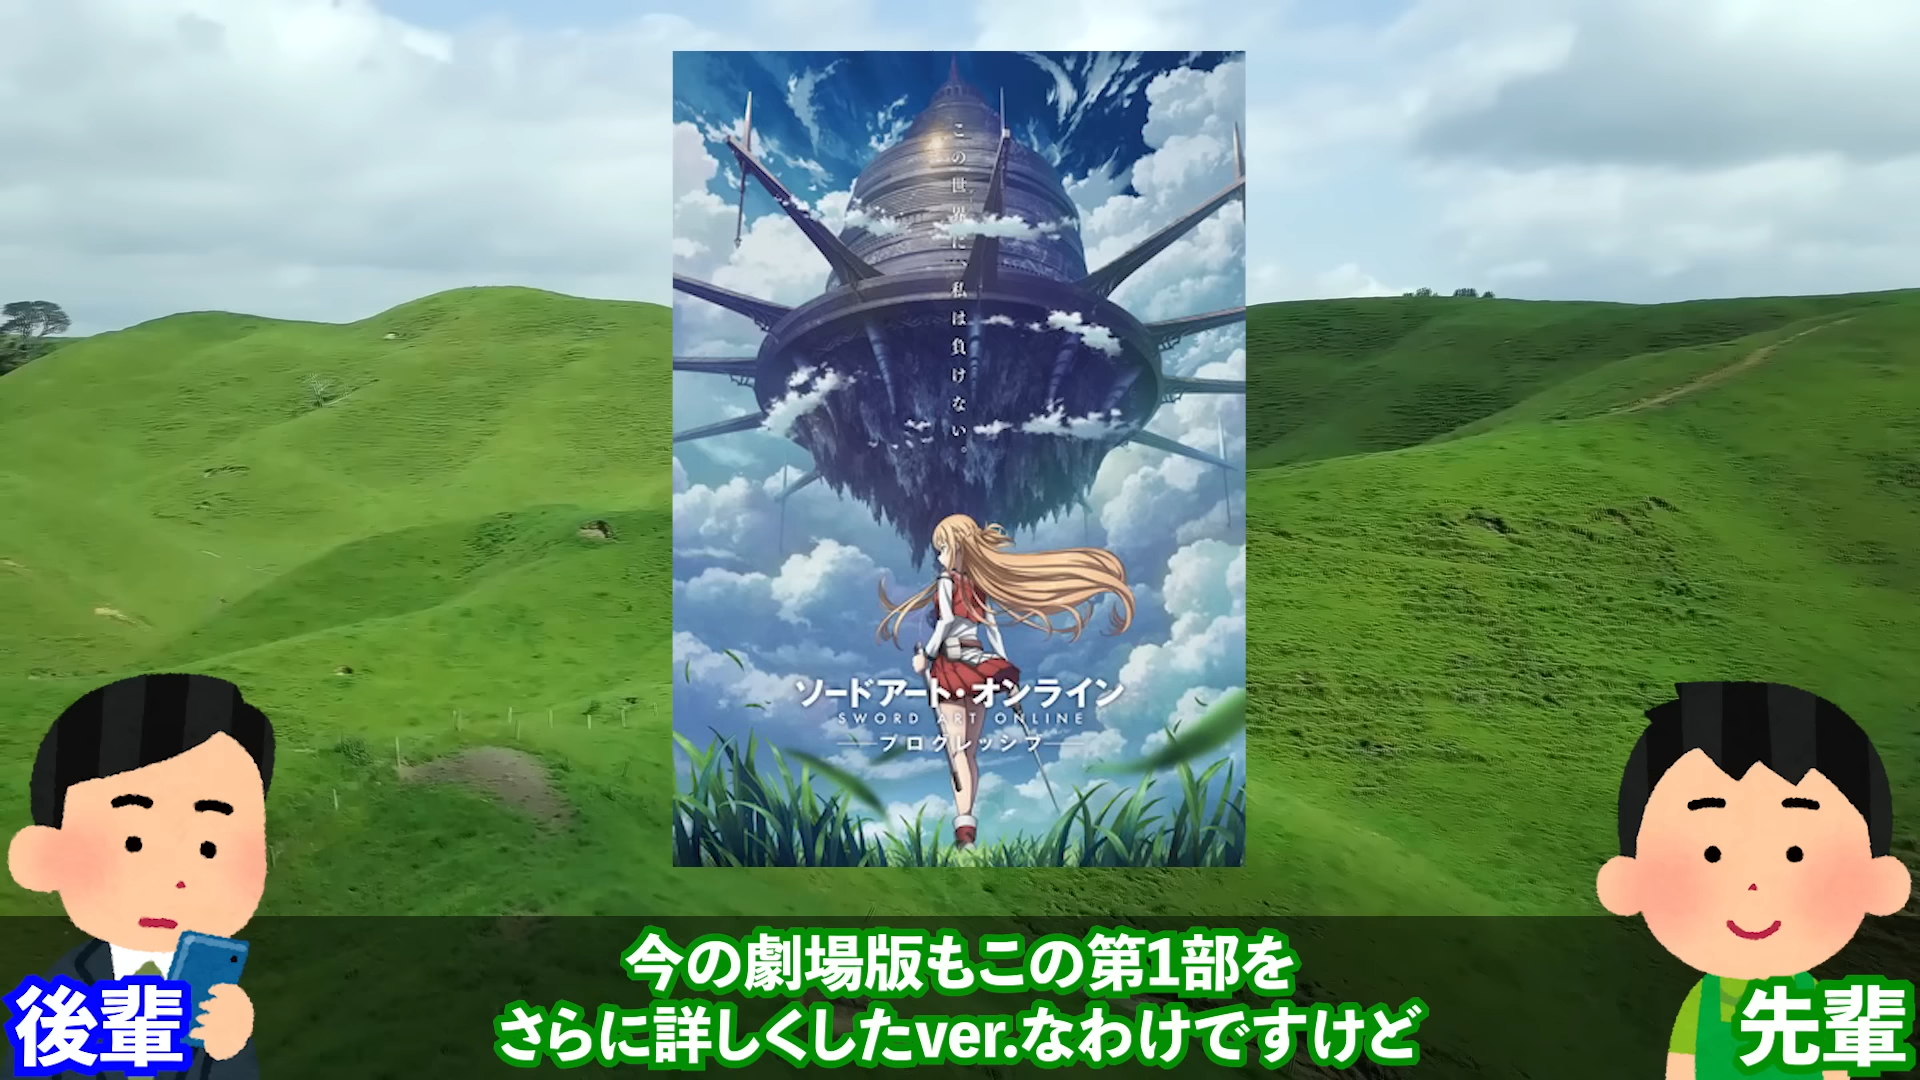 この世界に、私は負けない。
ソードアート・オンライン
SWORD ART ONLINE
プログレッシブ
今の劇場版もこの第1部を
さらに詳しくしたver.なわけですけど
後輩
先輩